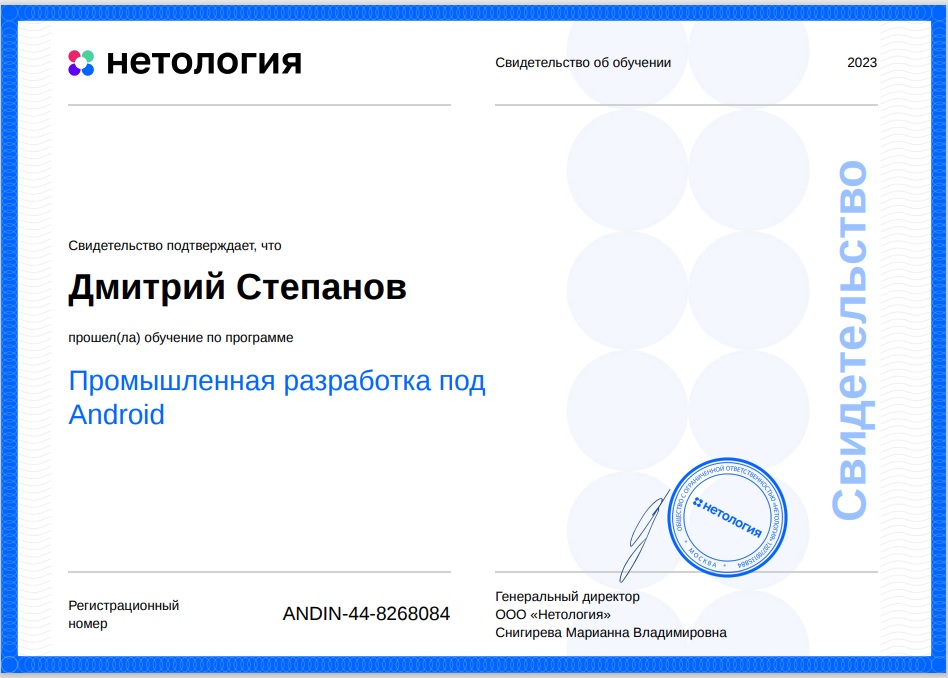 нетология
Свидетельство об обучении
2023
Свидетельство подтверждает, что
Дмитрий Степанов
прошел(ла) обучение по программе
Промышленная разработка под
Android
Свидетельство
ОБЩЕСТВО С ОГРАНИЧЕННОЙ ОТВЕТСТВЕННОСТЬЮ «НЕТОЛОГИЯ»
МОСКВА
нетология
Регистрационный
номер
ANDIN-44-8268084
Генеральный директор
ООО «Нетология»
Снигирева Марианна Владимировна